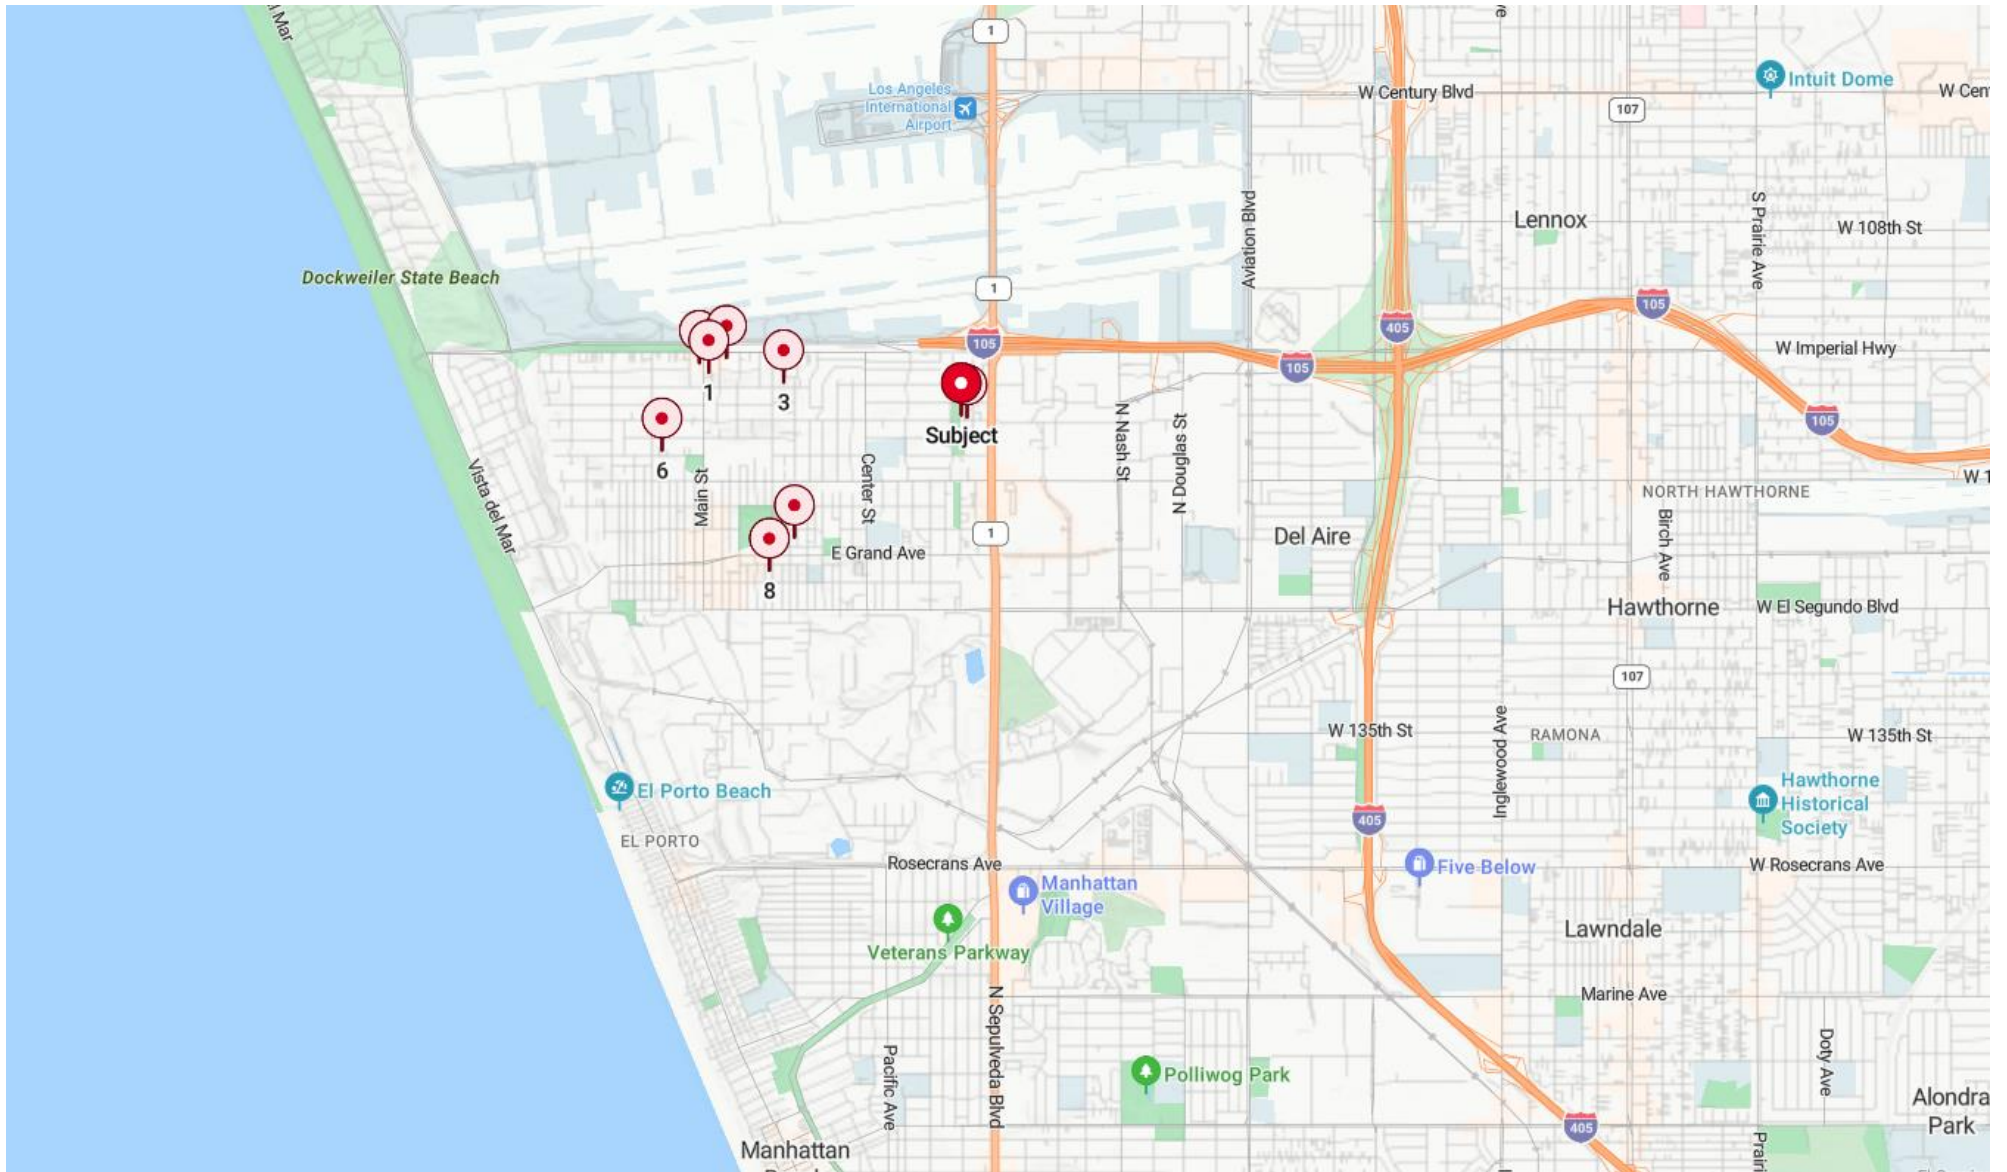 l Mar
1
ve
Los Angeles
International
Airport
W Century Blvd
107
Intuit Dome
W Cen
Aviation Blvd
Lennox
S Prairie Ave
W 108th St
Dockweiler State Beach
1
105
405
105
105
W Imperial Hwy
1
3
Subject
6
105
Main St
Center St
N Nash St
N Douglas St
Vista del Mar
W 1
NORTH HAWTHORNE
Birch Ave
1
Del Aire
E Grand Ave
8
Hawthorne
W El Segundo Blvd
107
W 135th St
Inglewood Ave
RAMONA
W 135th St
El Porto Beach
Hawthorne
Historical
Society
405
EL PORTO
Rosecrans Ave
Manhattan
Village
Five Below
W Rosecrans Ave
Veterans Parkway
Lawndale
N Sepulveda Blvd
Marine Ave
Pacific Ave
Polliwog Park
Doty Ave
Alondra
Park
405
Manhattan
Prairi